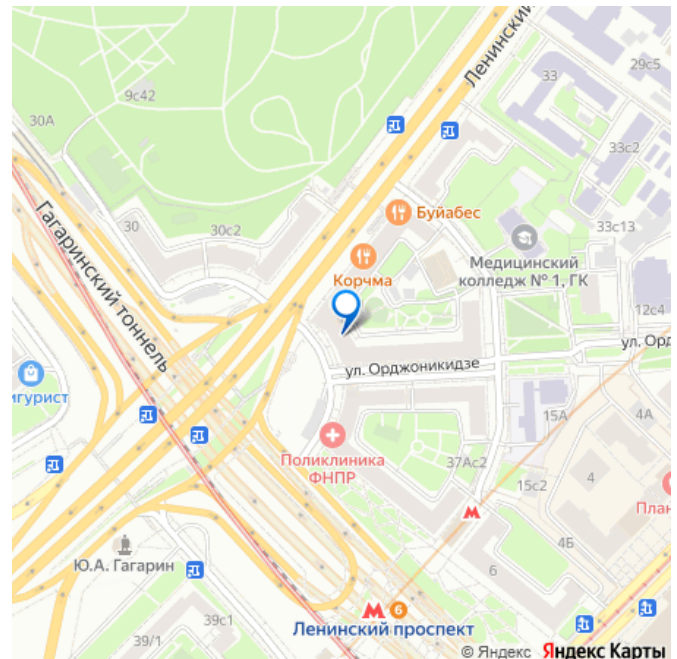 Ленинский
29с5
33
9с42
30А
33с2
Буйабес
30
30с2
33с13
Гагаринский тоннель
Медицинский
колледж № 1, ГК
Корчма
12с4
ул. Орджоникидзе
ул. Орд
игурист
15А
4А
Поликлиника
ФНПР
37Ас2
4
15с2
План
4Б
Ю.А. Гагарин
6
6
Ленинский проспект
39с1
39/1
© Яндекс Яндекс Карты